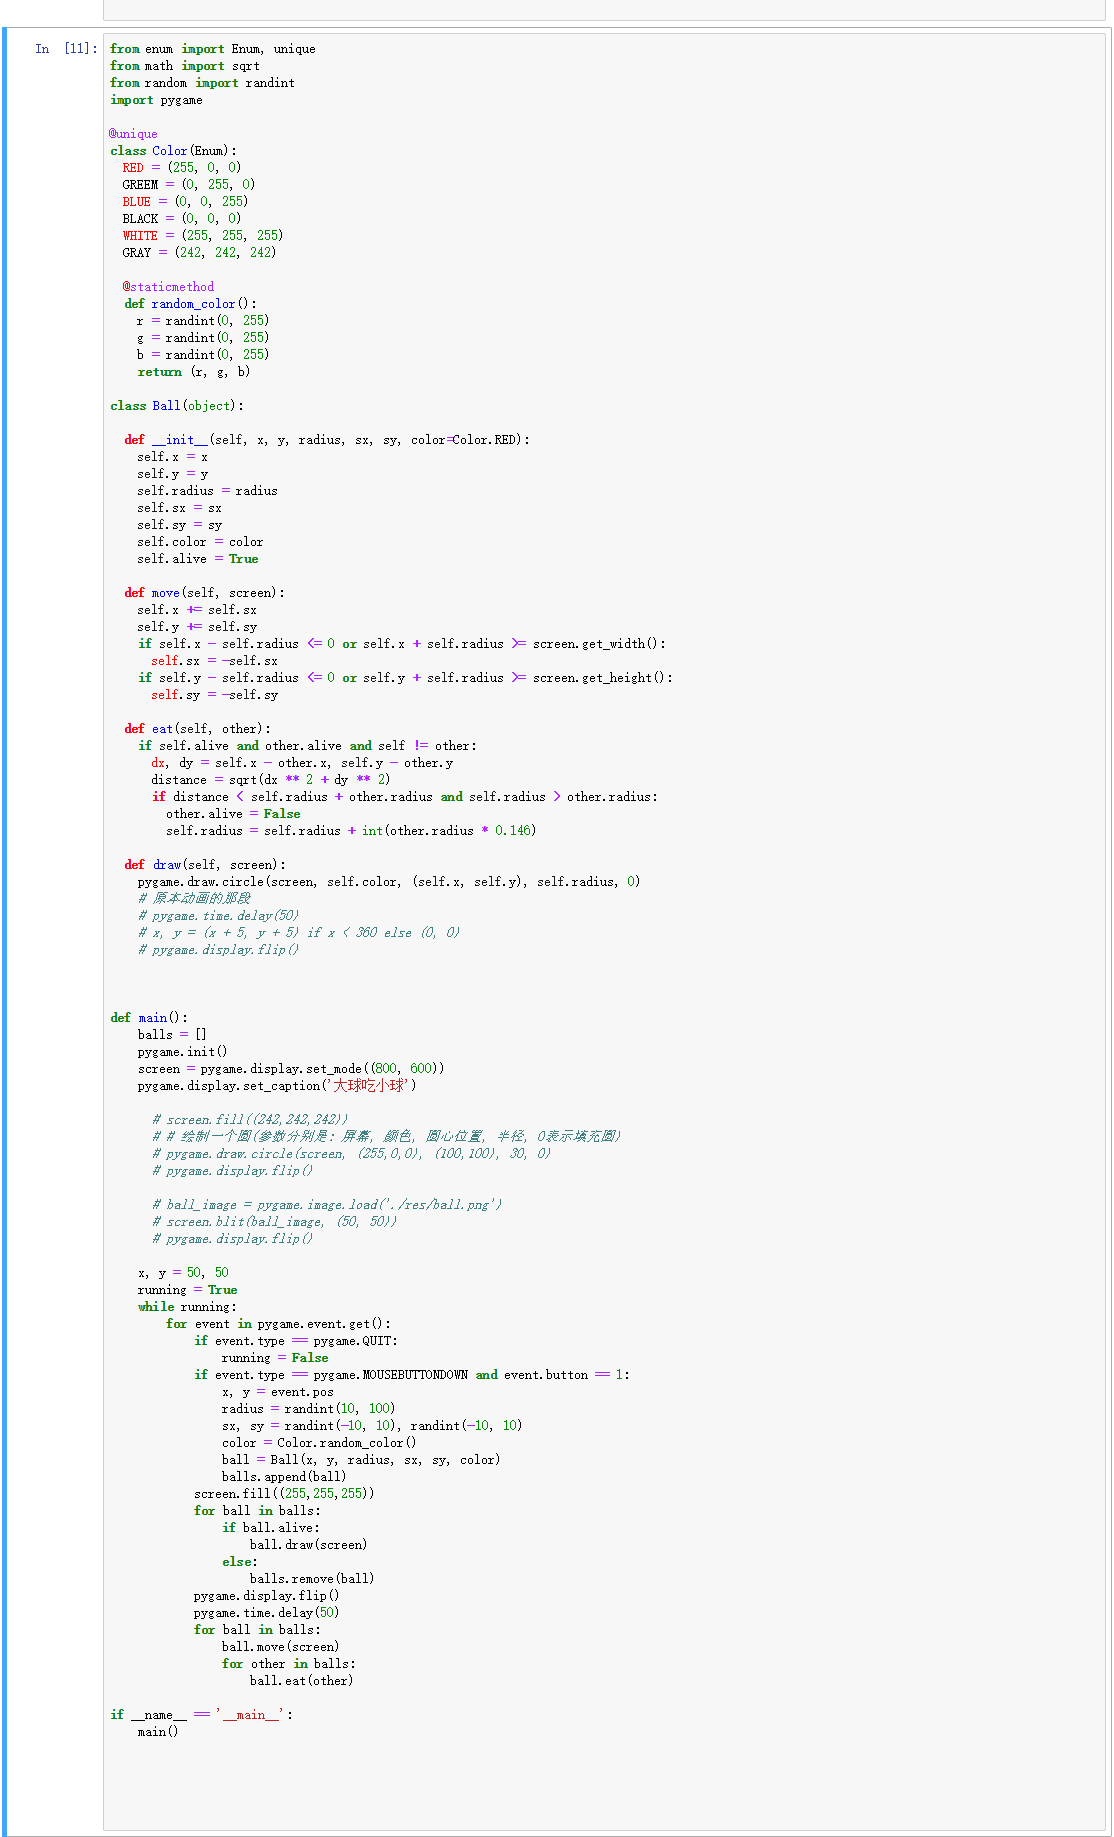 In [11]:
from enum import Enum, unique
from math import sqrt
from random import randint
import pygame
@unique
class Color(Enum):
RED = (255, 0, 0)
GREEM = (0, 255, 0)
BLUE = (0, 0, 255)
BLACK = (0, 0, 0)
WHITE = (255, 255, 255)
GRAY = (242, 242, 242)
@staticmethod
def random_color():
r = randint(0, 255)
g = randint(0, 255)
b = randint(0, 255)
return (r, g, b)
class Ball(object):
def __init__(self, x, y, radius, sx, sy, color=Color.RED):
self.x = x
self.y = y
self.radius = radius
self.sx = sx
self.sy = sy
self.color = color
self.alive = True
def move(self, screen):
self.x += self.sx
self.y += self.sy
if self.x - self.radius <= 0 or self.x + self.radius >= screen.get_width():
self.sx = -self.sx
if self.y - self.radius <= 0 or self.y + self.radius >= screen.get_height():
self.sy = -self.sy
def eat(self, other):
if self.alive and other.alive and self != other:
dx, dy = self.x - other.x, self.y - other.y
distance = sqrt(dx ** 2 + dy ** 2)
if distance < self.radius + other.radius and self.radius > other.radius:
other.alive = False
self.radius = self.radius + int(other.radius * 0.146)
def draw(self, screen):
pygame.draw.circle(screen, self.color, (self.x, self.y), self.radius, 0)
# 原本动画的那段
# pygame.time.delay(50)
# x, y = (x + 5, y + 5) if x < 360 else (0, 0)
# pygame.display.flip()
def main():
balls = []
pygame.init()
screen = pygame.display.set_mode((800, 600))
pygame.display.set_caption('大球吃小球')
# screen.fill((242,242,242))
# # 绘制一个圆(参数分别是: 屏幕, 颜色, 圆心位置, 半径, 0表示填充圆)
# pygame.draw.circle(screen, (255,0,0), (100,100), 30, 0)
# pygame.display.flip()
# ball_image = pygame.image.load('./res/ball.png')
# screen.blit(ball_image, (50, 50))
# pygame.display.flip()
x, y = 50, 50
running = True
while running:
for event in pygame.event.get():
if event.type == pygame.QUIT:
running = False
if event.type == pygame.MOUSEBUTTONDOWN and event.button == 1:
x, y = event.pos
radius = randint(10, 100)
sx, sy = randint(-10, 10), randint(-10, 10)
color = Color.random_color()
ball = Ball(x, y, radius, sx, sy, color)
balls.append(ball)
screen.fill((255,255,255))
for ball in balls:
if ball.alive:
ball.draw(screen)
else:
balls.remove(ball)
pygame.display.flip()
pygame.time.delay(50)
for ball in balls:
ball.move(screen)
for other in balls:
ball.eat(other)
if __name__ == '__main__':
main()